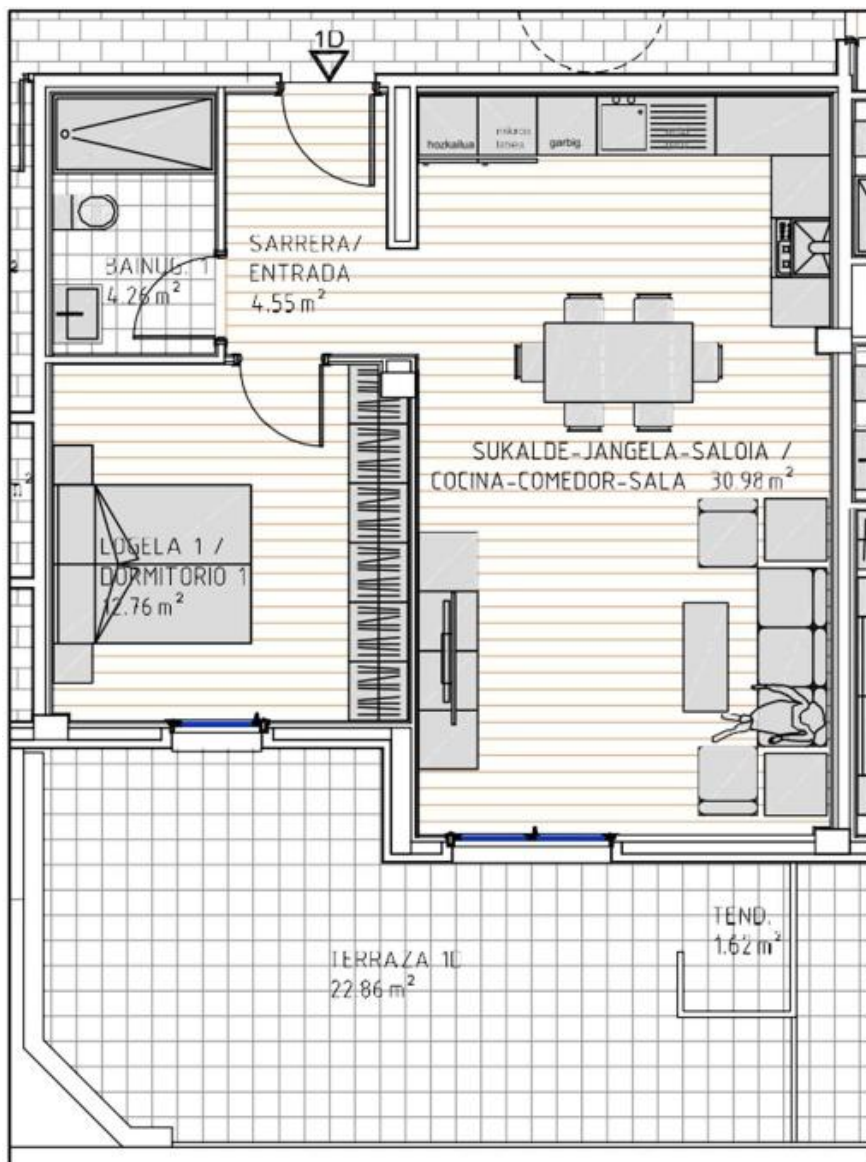 1D
hozkailua
garbig.
SARRERA/
ENTRADA
4.55 m²
BAINUG. 1
4.26 m²
SUKALDE-JANGELA-SALOIA /
COCINA-COMEDOR-SALA 30.98 m²
LOGELA 1 /
DORMITORIO 1
12.76 m²
TEND.
1.62 m²
TERRAZA 1D
22.86 m²